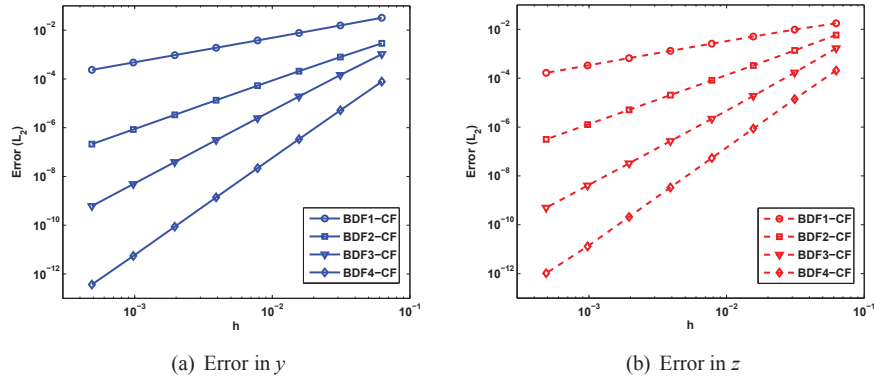 10⁻²
10⁻⁴
10⁻⁶
10⁻⁸
10⁻¹⁰
10⁻¹²
Error (L₂)
BDF1−CF
BDF2−CF
BDF3−CF
BDF4−CF
10⁻³
10⁻²
10⁻¹
h
(a) Error in y
10⁻²
10⁻⁴
10⁻⁶
10⁻⁸
10⁻¹⁰
10⁻¹²
Error (L₂)
BDF1−CF
BDF2−CF
BDF3−CF
BDF4−CF
10⁻³
10⁻²
10⁻¹
h
(b) Error in z